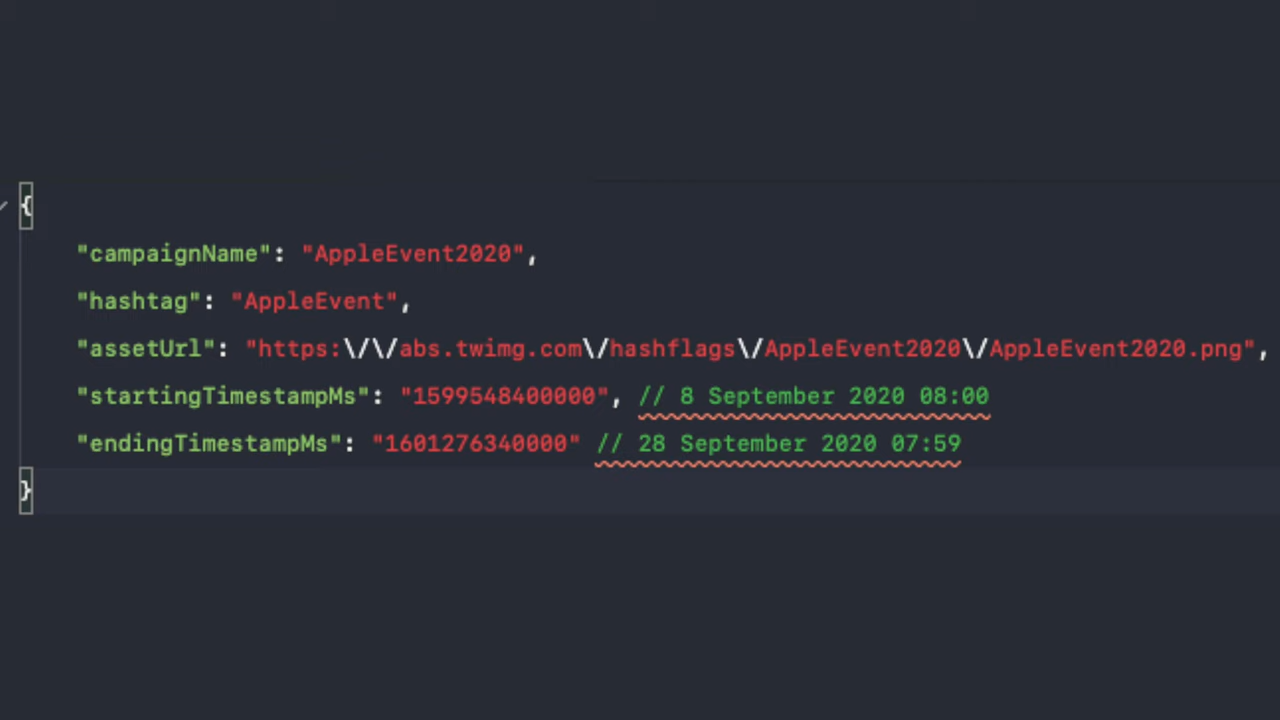 {
"campaignName": "AppleEvent2020",
"hashtag": "AppleEvent",
"assetUrl": "https:\/\/abs.twimg.com\/hashflags\/AppleEvent2020\/AppleEvent2020.png",
"startingTimestampMs": "1599548400000", // 8 September 2020 08:00
"endingTimestampMs": "1601276340000" // 28 September 2020 07:59
}